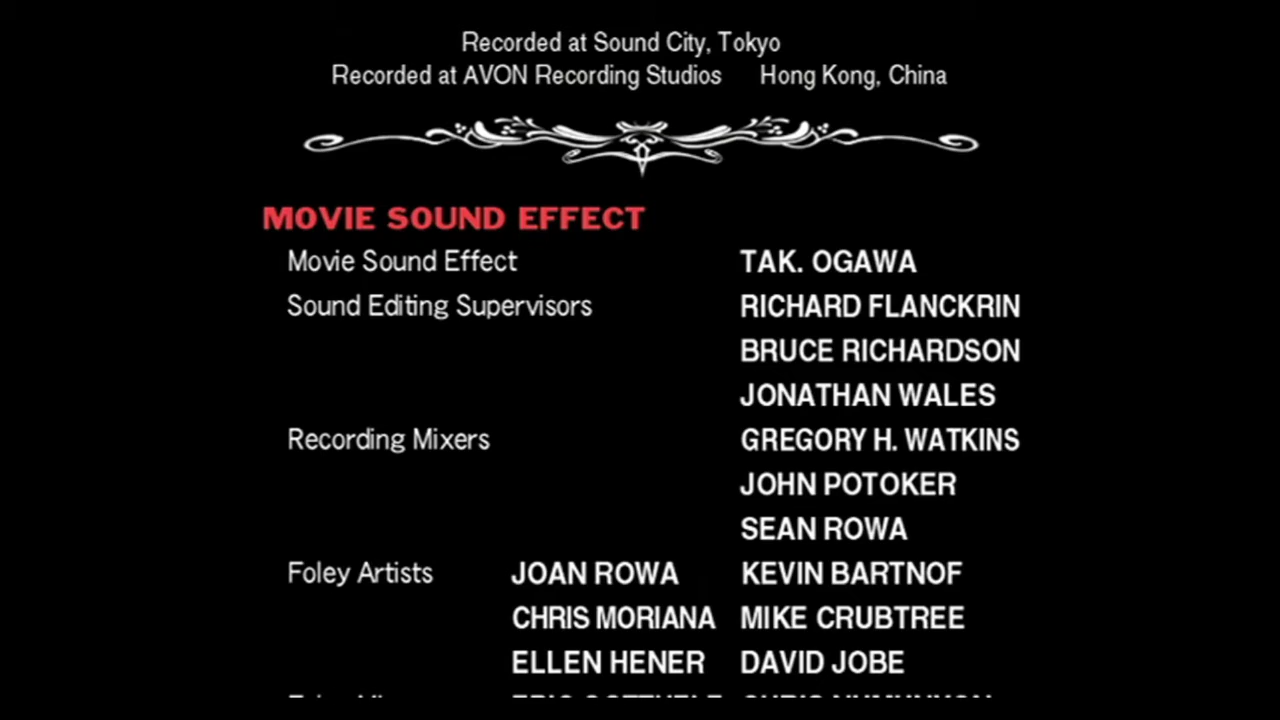 Recorded at Sound City, Tokyo
Recorded at AVON Recording Studios Hong Kong, China
MOVIE SOUND EFFECT
Movie Sound Effect TAK. OGAWA
Sound Editing Supervisors RICHARD FLANCKRIN
BRUCE RICHARDSON
JONATHAN WALES
Recording Mixers GREGORY H. WATKINS
JOHN POTOKER
SEAN ROWA
Foley Artists JOAN ROWA KEVIN BARTNOF
CHRIS MORIANA MIKE CRUBTREE
ELLEN HENER DAVID JOBE